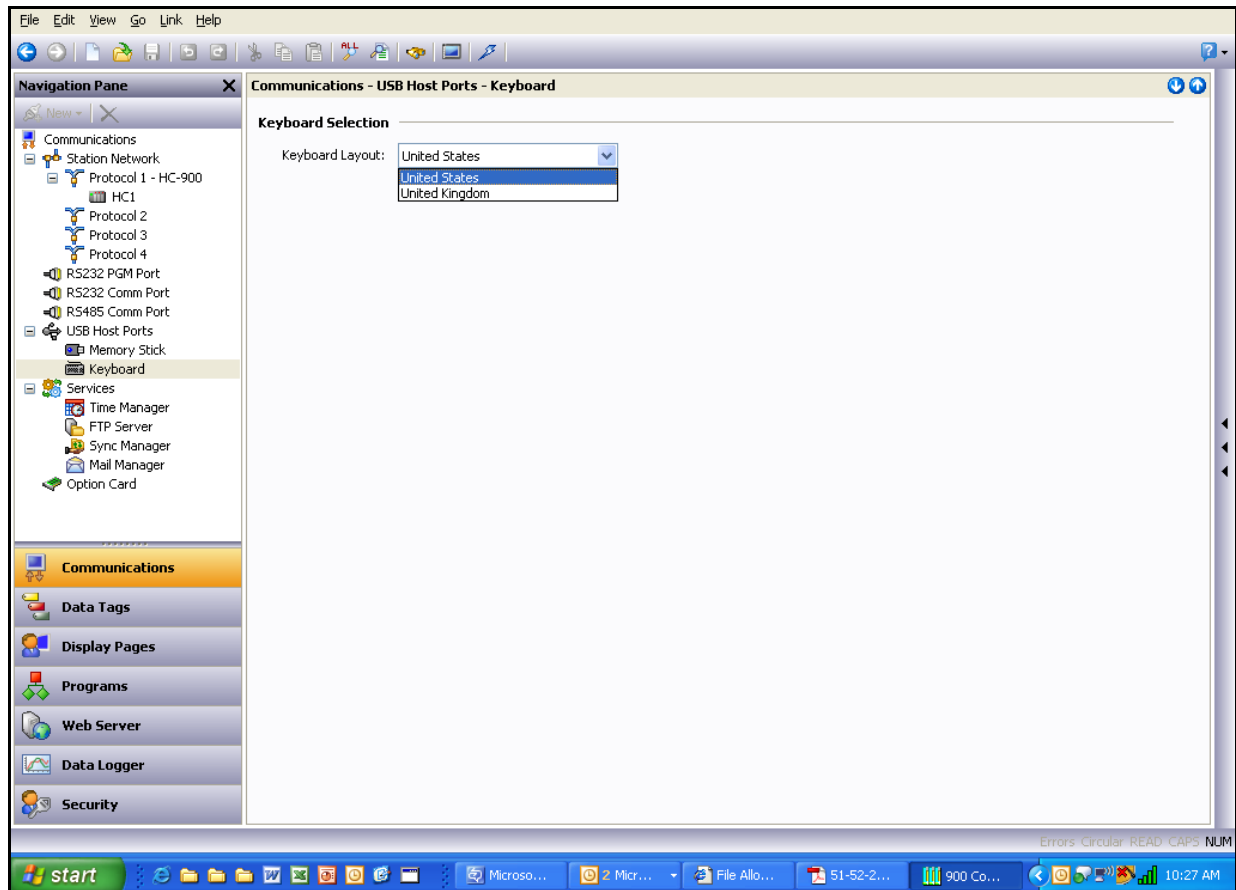 File Edit View Go Link Help
ALL
Navigation Pane
Communications - USB Host Ports - Keyboard
New
Keyboard Selection
Communications
Keyboard Layout: United States
Station Network
United States
Protocol 1 - HC-900
United Kingdom
HC1
Protocol 2
Protocol 3
Protocol 4
RS232 PGM Port
RS232 Comm Port
RS485 Comm Port
USB Host Ports
Memory Stick
Keyboard
Services
Time Manager
FTP Server
Sync Manager
Mail Manager
Option Card
Communications
Data Tags
Display Pages
Programs
Web Server
Data Logger
Security
Errors Circular READ CAPS NUM
start Microso... 2 Micr... File Allo... 51-52-2... 900 Co... 10:27 AM